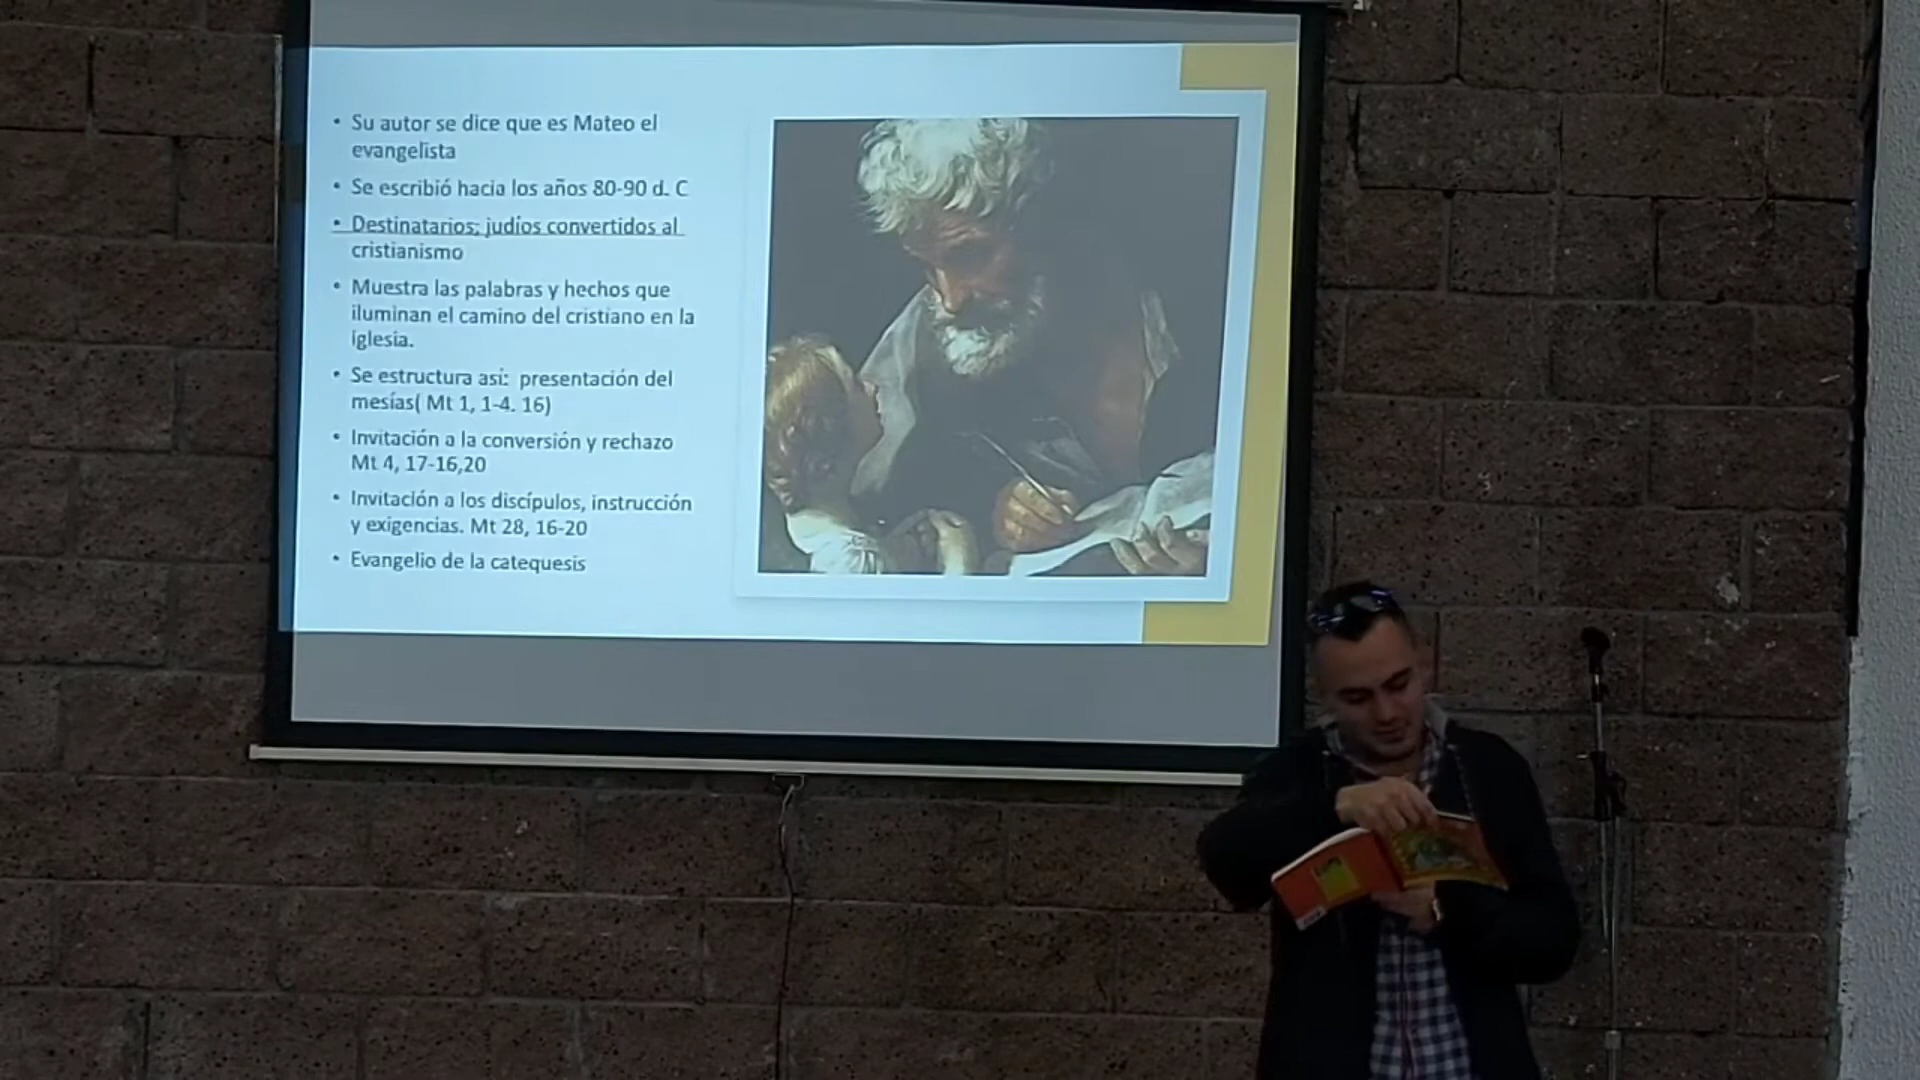 • Su autor se dice que es Mateo el
evangelista
• Se escribió hacia los años 80-90 d. C
• Destinatarios; judíos convertidos al
cristianismo
• Muestra las palabras y hechos que
iluminan el camino del cristiano en la
iglesia.
• Se estructura asi: presentación del
mesías( Mt 1, 1-4. 16)
• Invitación a la conversión y rechazo
Mt 4, 17-16,20
• Invitación a los discípulos, instrucción
y exigencias. Mt 28, 16-20
• Evangelio de la catequesis